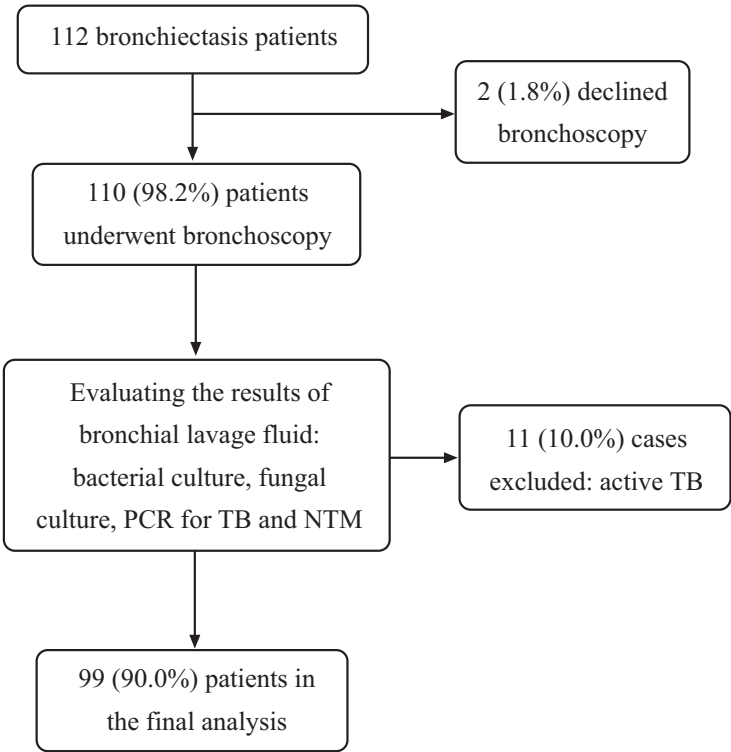 112 bronchiectasis patients
2 (1.8%) declined
bronchoscopy
110 (98.2%) patients
underwent bronchoscopy
Evaluating the results of
bronchial lavage fluid:
bacterial culture, fungal
culture, PCR for TB and NTM
11 (10.0%) cases
excluded: active TB
99 (90.0%) patients in
the final analysis